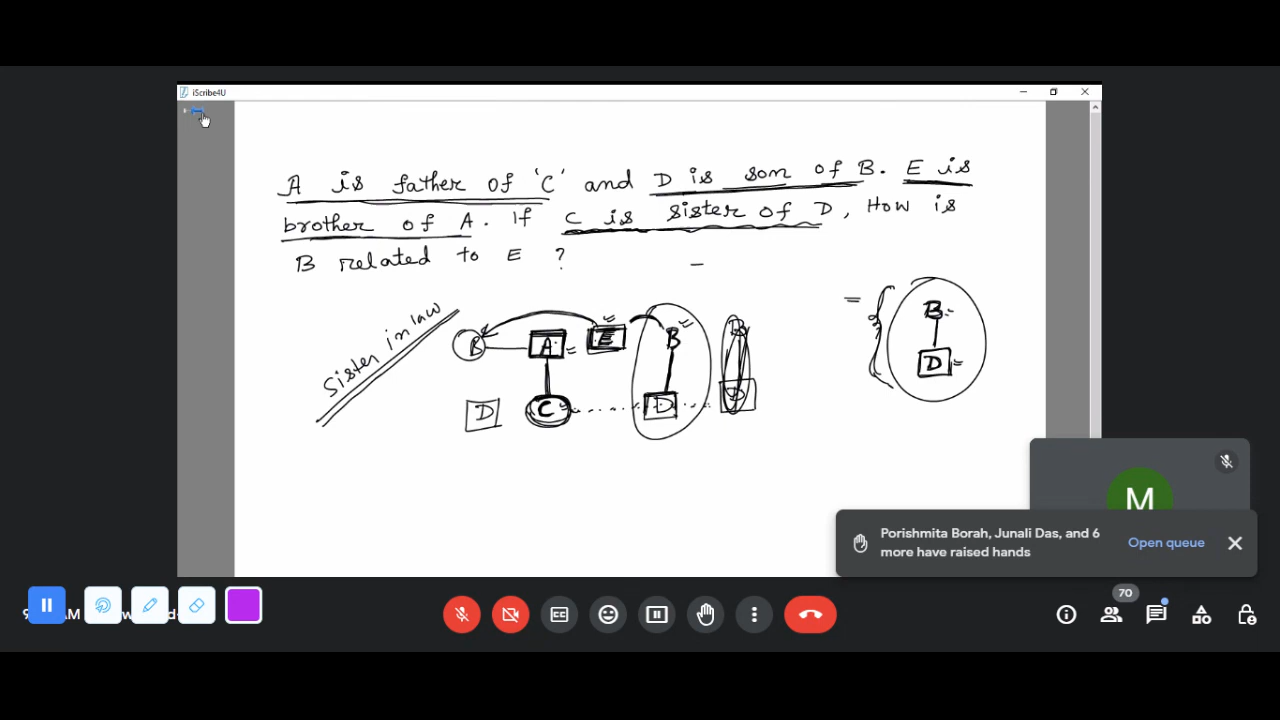 iScribe4U
A is father of 'C' and D is son of B. E is
brother of A. If C is sister of D, How is
B related to E ?
Sister in law
B A E B B
D C D D
= B
D
M
Porishmita Borah, Junali Das, and 6
more have raised hands
Open queue
70